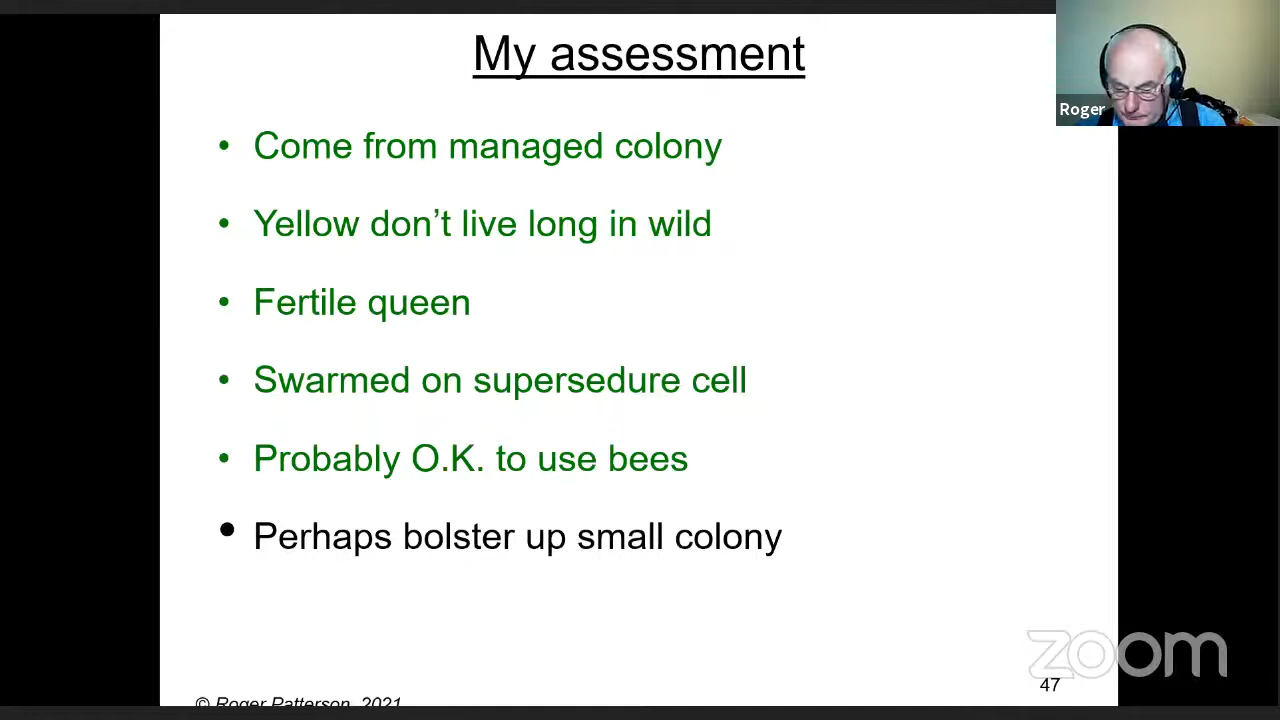 My assessment
Roger
• Come from managed colony
• Yellow don't live long in wild
• Fertile queen
• Swarmed on supersedure cell
• Probably O.K. to use bees
• Perhaps bolster up small colony
zoom
47
© Roger Patterson, 2021